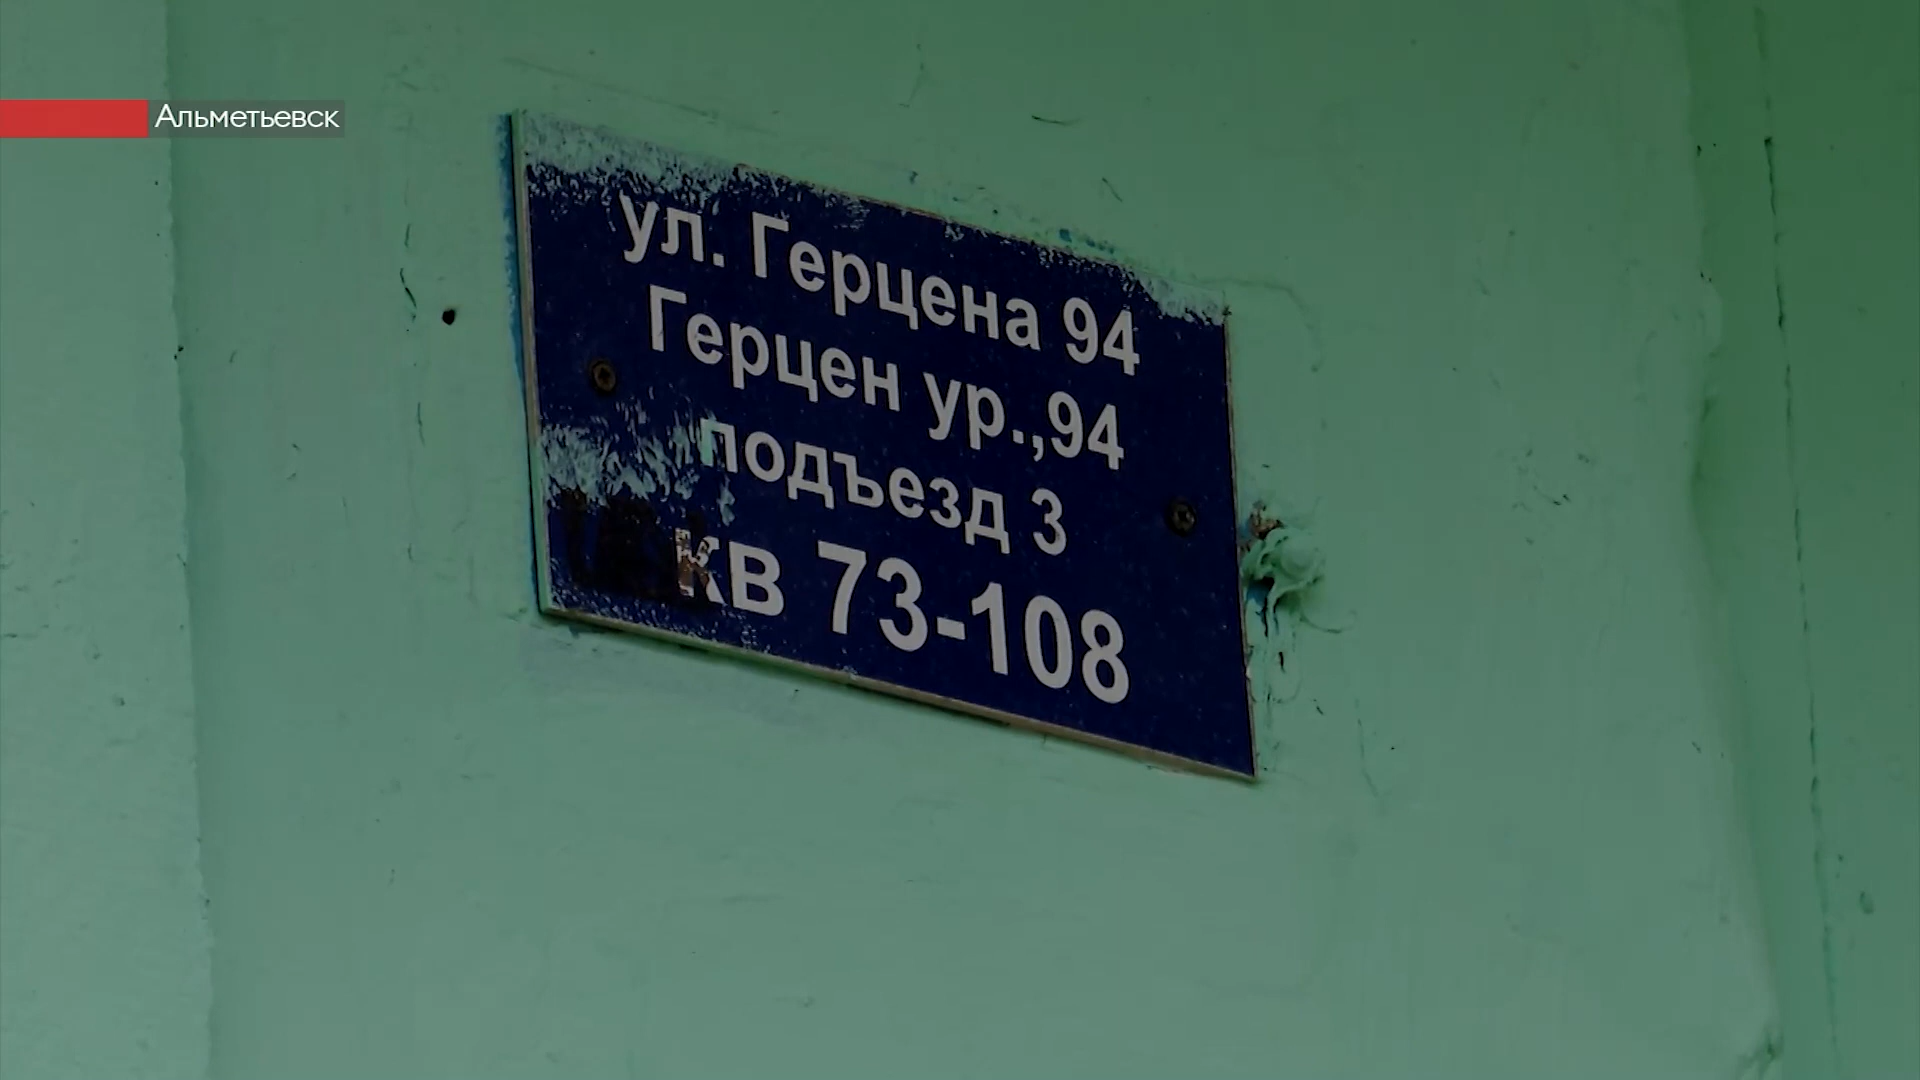 Альметьевск
ул. Герцена 94
Герцен ур.,94
подъезд 3
кв 73-108